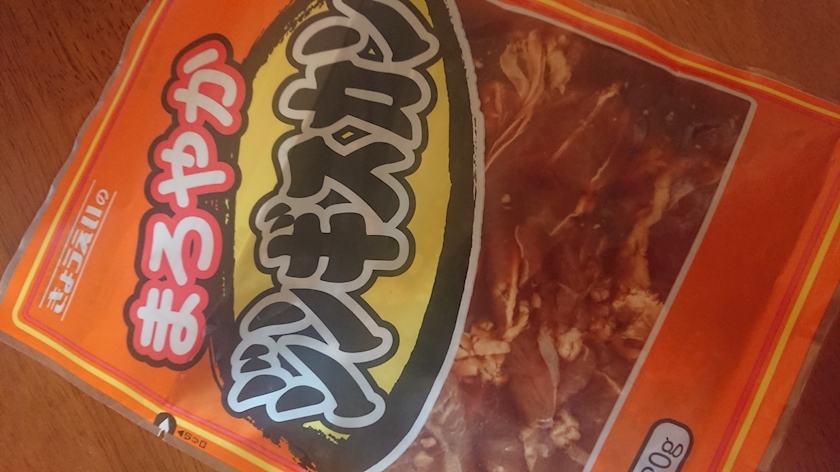 きょうえいの
まろやか
ジンギスカン